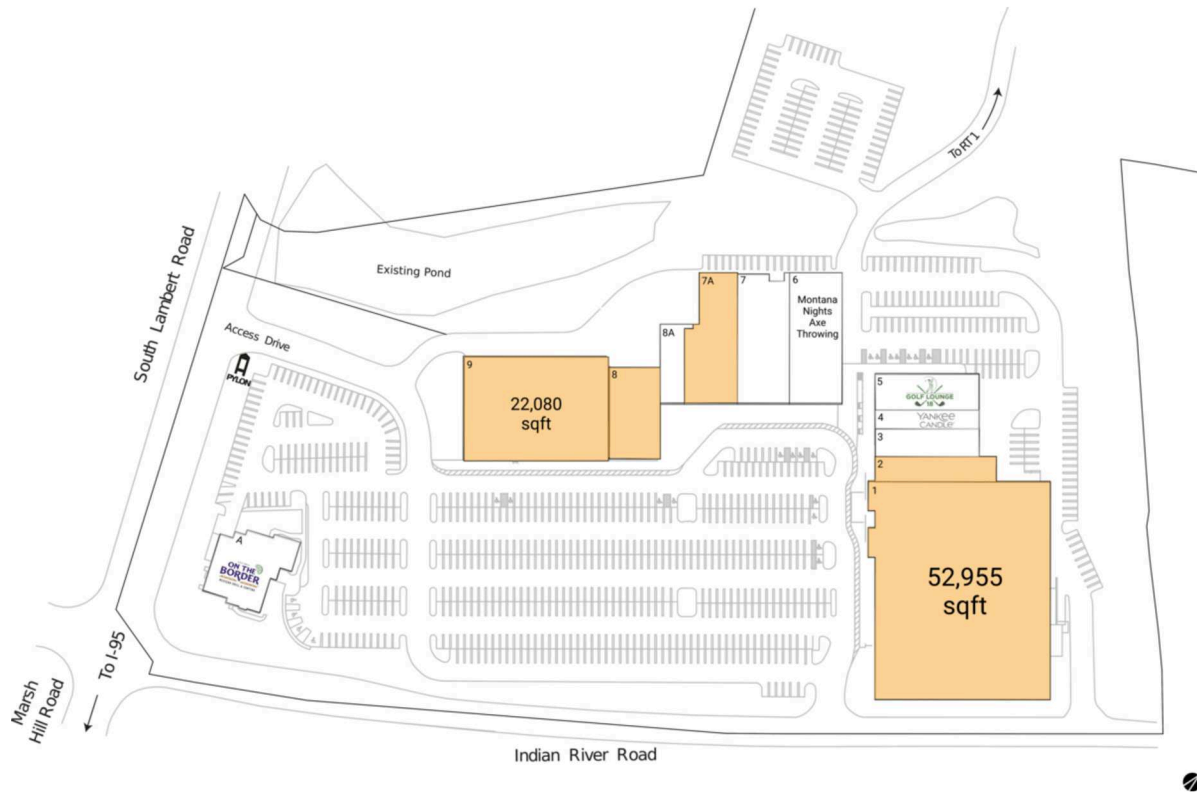 To RT 1
South Lambert Road
Existing Pond
Access Drive
PYLON
7A
7
6
Montana
Nights
Axe
Throwing
8A
9
8
22,080
sqft
5
GOLF LOUNGE
18
4
YANKEE
CANDLE
3
2
1
52,955
sqft
A
ON THE
BORDER
To I-95
Marsh
Hill Road
Indian River Road